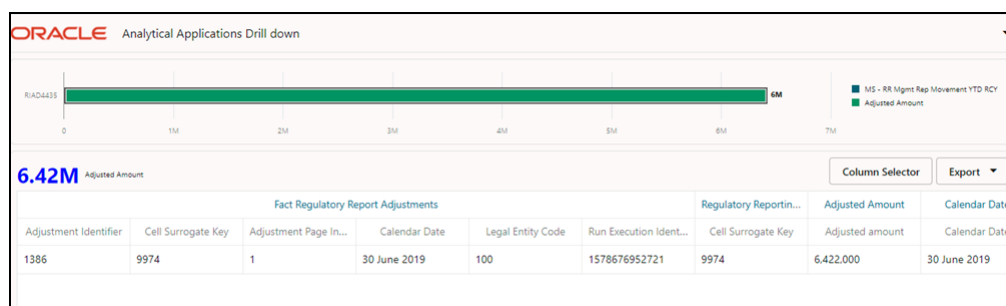 ORACLE Analytical Applications Drill down
RIAD4435
6M
MS - RR Mgmt Rep Movement YTD RCY
Adjusted Amount
0 1M 2M 3M 4M 5M 6M 7M
6.42M Adjusted Amount
Column Selector Export
Fact Regulatory Report Adjustments Regulatory Reportin... Adjusted Amount Calendar Date
Adjustment Identifier Cell Surrogate Key Adjustment Page In... Calendar Date Legal Entity Code Run Execution Ident... Cell Surrogate Key Adjusted amount Calendar Date
1386 9974 1 30 June 2019 100 1578676952721 9974 6,422,000 30 June 2019